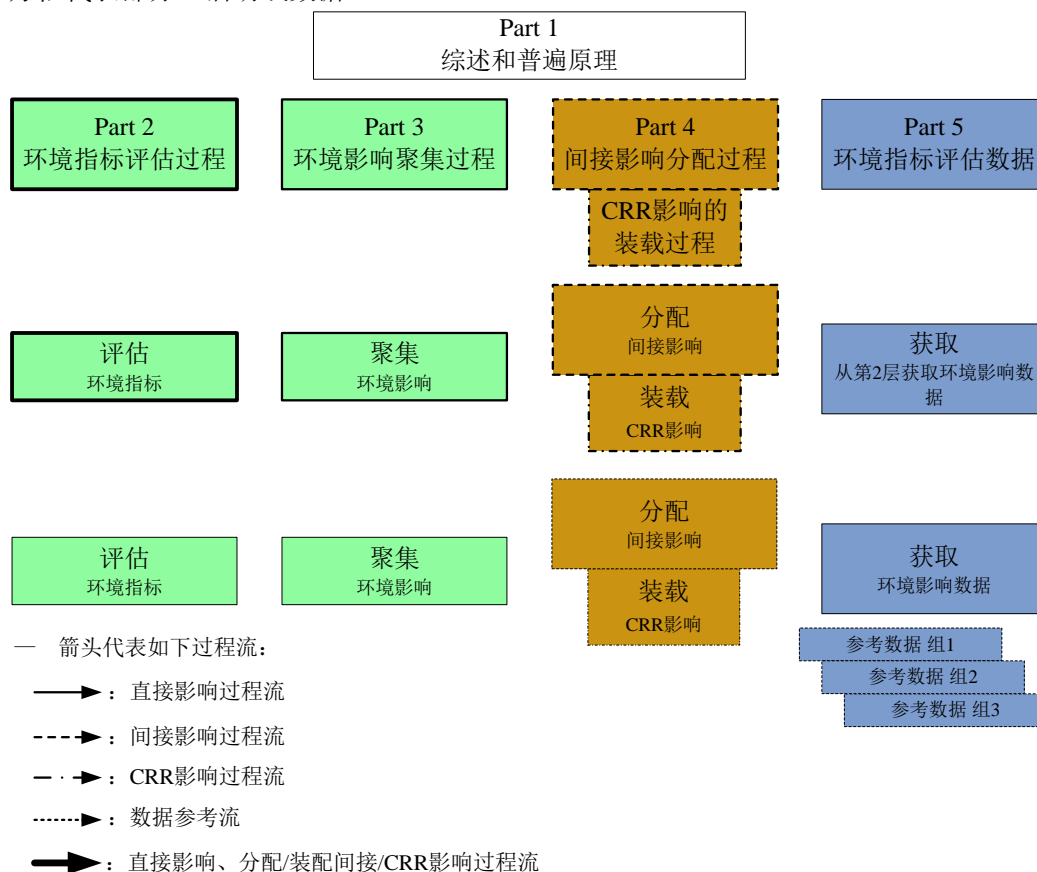 Part 1
综述和普遍原理
Part 2
环境指标评估过程
Part 3
环境影响聚集过程
Part 4
间接影响分配过程
CRR影响的
装载过程
Part 5
环境指标评估数据
评估
环境指标
聚集
环境影响
分配
间接影响
装载
CRR影响
获取
从第2层获取环境影响数
据
评估
环境指标
聚集
环境影响
分配
间接影响
装载
CRR影响
获取
环境影响数据
参考数据 组1
参考数据 组2
参考数据 组3
— 箭头代表如下过程流:
:直接影响过程流
:间接影响过程流
:CRR影响过程流
:数据参考流
:直接影响、分配/装配间接/CRR影响过程流